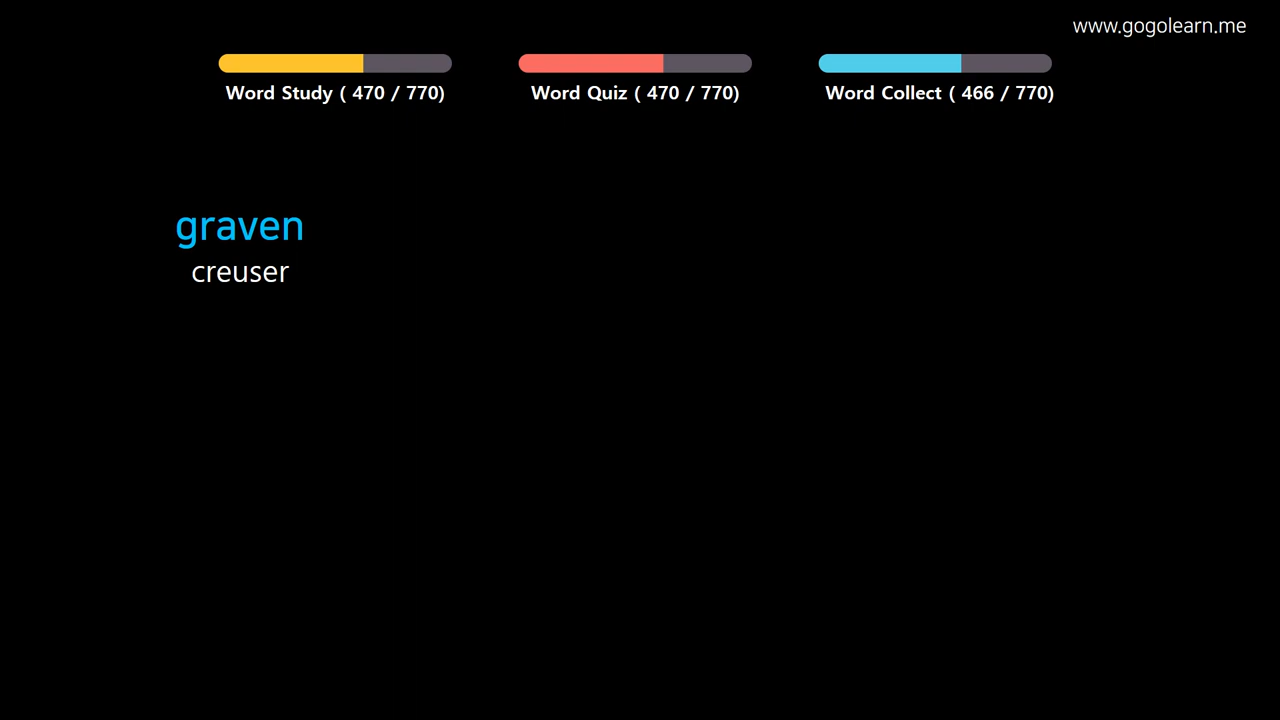 www.gogolearn.me
Word Study ( 470 / 770)
Word Quiz ( 470 / 770)
Word Collect ( 466 / 770)
graven
creuser